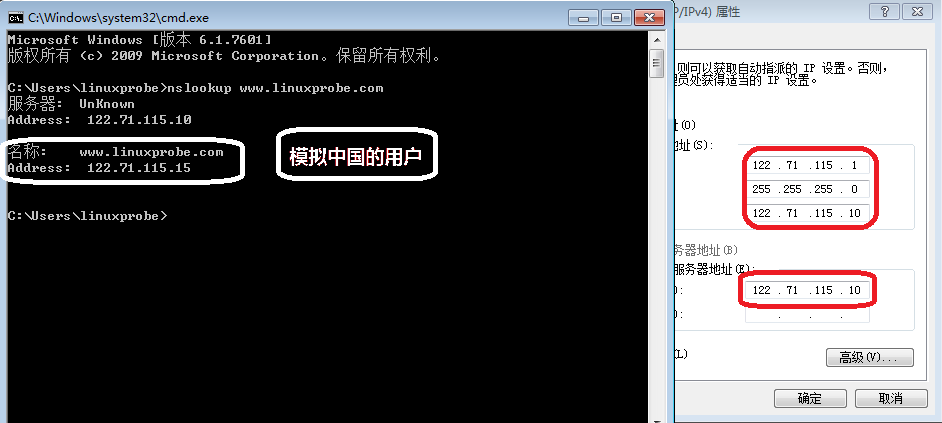 C:\Windows\system32\cmd.exe
Microsoft Windows [版本 6.1.7601]
版权所有 (c) 2009 Microsoft Corporation。保留所有权利。
C:\Users\linuxprobe>nslookup www.linuxprobe.com
服务器: UnKnown
Address: 122.71.115.10
名称: www.linuxprobe.com
Address: 122.71.115.15
C:\Users\linuxprobe>
模拟中国的用户
P/IPv4) 属性
则可以获取自动指派的 IP 设置。否则,
员处获得适当的 IP 设置。
址(O)
地址(S):
122 . 71 .115 . 1
255 .255 .255 . 0
122 . 71 .115 . 10
务器地址(B)
服务器地址(E):
):
122 . 71 .115 . 10
):
. . .
(L)
高级(V)...
确定
取消